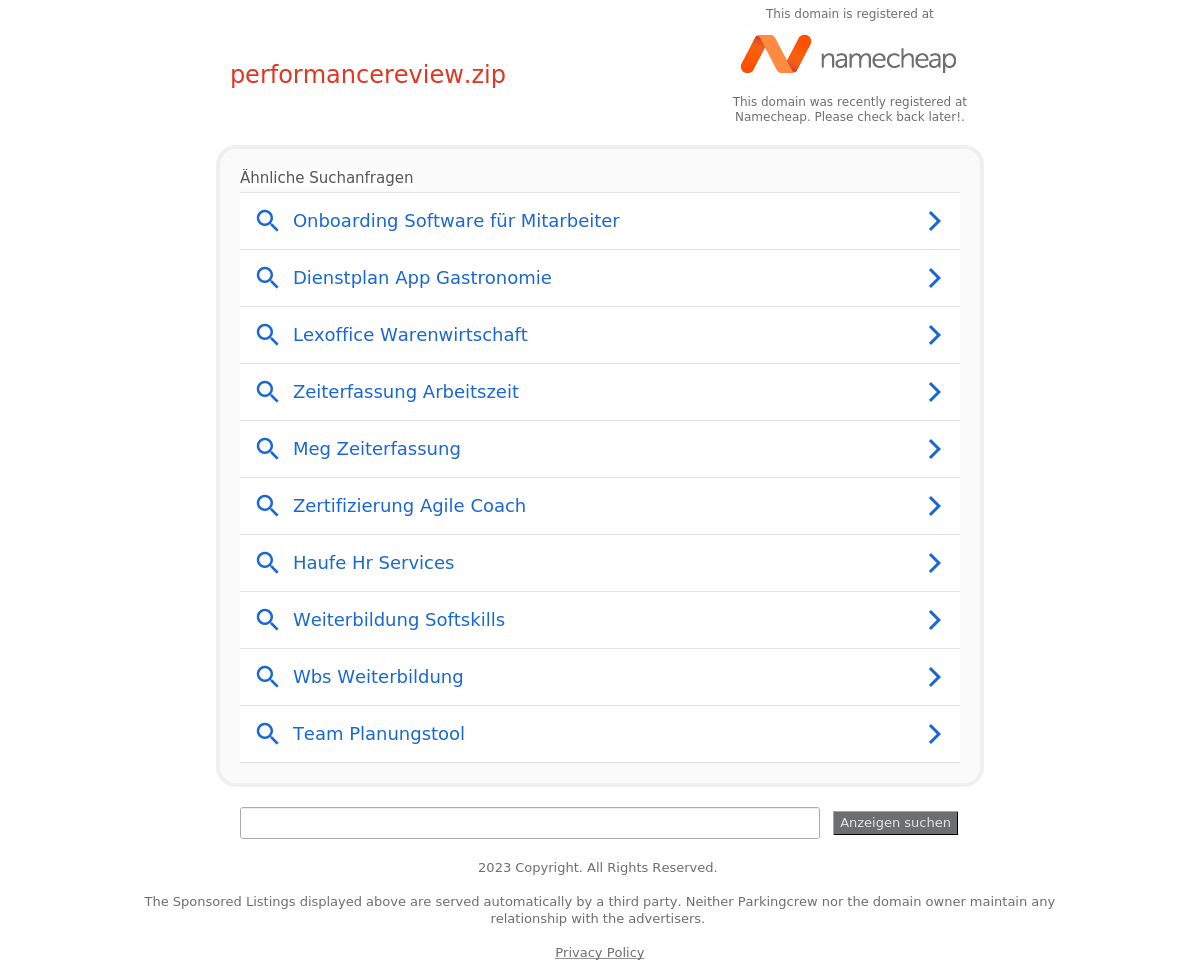 This domain is registered at
namecheap
performancereview.zip
This domain was recently registered at
Namecheap. Please check back later!.
Ähnliche Suchanfragen
Onboarding Software für Mitarbeiter
Dienstplan App Gastronomie
Lexoffice Warenwirtschaft
Zeiterfassung Arbeitszeit
Meg Zeiterfassung
Zertifizierung Agile Coach
Haufe Hr Services
Weiterbildung Softskills
Wbs Weiterbildung
Team Planungstool
Anzeigen suchen
2023 Copyright. All Rights Reserved.
The Sponsored Listings displayed above are served automatically by a third party. Neither Parkingcrew nor the domain owner maintain any
relationship with the advertisers.
Privacy Policy